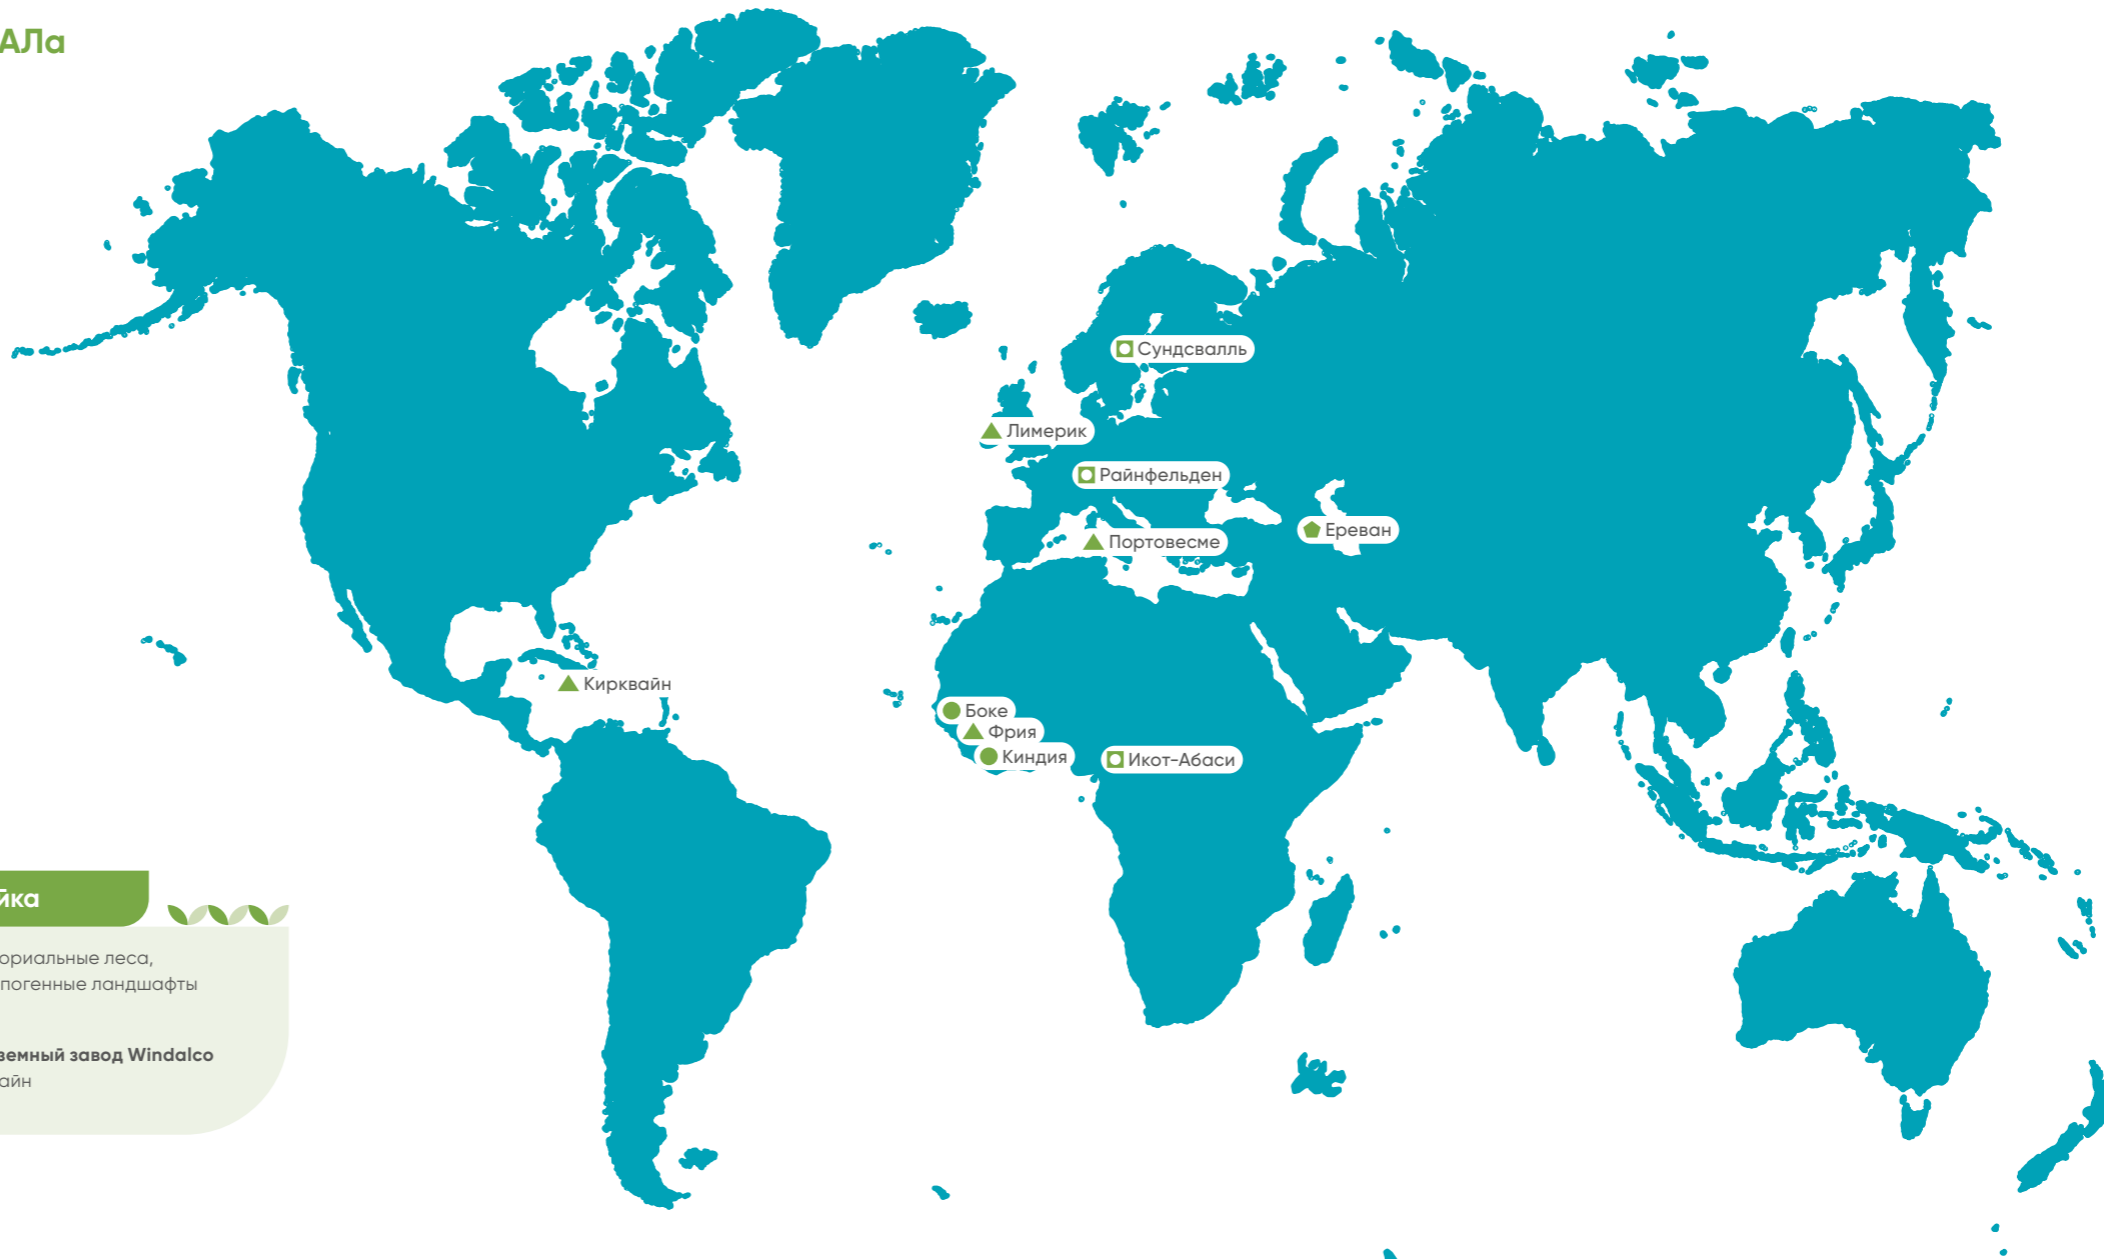 АЛа
Сундсвалль
Лимерик
Райнфельден
Ереван
Портовесме
Кирквайн
Боке
Фрия
Киндия
Икот-Абаси
йка
ориальные леса,
погенные ландшафты
земный завод Windalco
айн